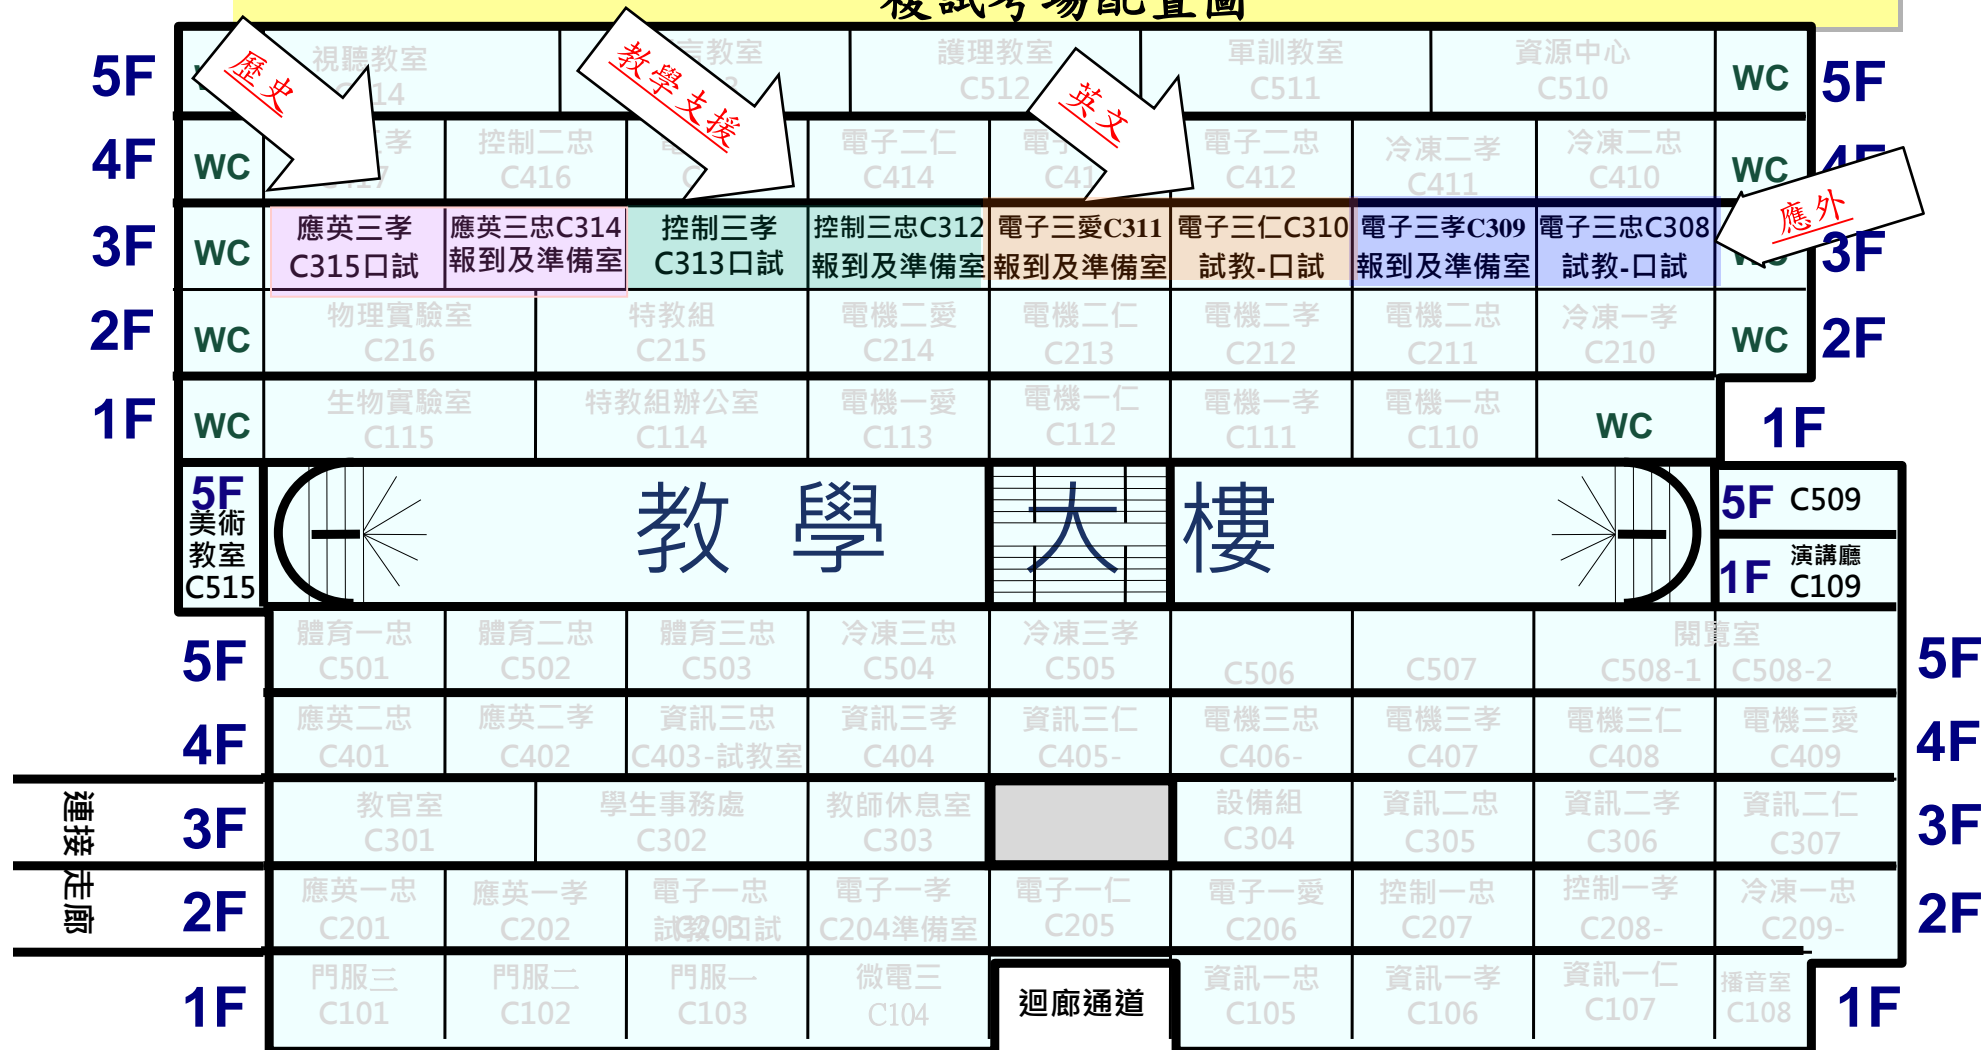 複試考場配置圖
歷史
教學支援
英文
應外
5F
視聽教室
言教室
護理教室
C512
軍訓教室
C511
資源中心
C510
WC
5F
4F
WC
控制二忠
C416
電子二仁
C414
電子二忠
C412
冷凍二孝
C411
冷凍二忠
C410
WC
4F
3F
WC
應英三孝
C315口試
應英三忠C314
報到及準備室
控制三孝
C313口試
控制三忠C312
報到及準備室
電子三愛C311
報到及準備室
電子三仁C310
試教-口試
電子三孝C309
報到及準備室
電子三忠C308
試教-口試
3F
2F
WC
物理實驗室
C216
特教組
C215
電機二愛
C214
電機二仁
C213
電機二孝
C212
電機二忠
C211
冷凍一孝
C210
WC
2F
1F
WC
生物實驗室
C115
特教組辦公室
C114
電機一愛
C113
電機一仁
C112
電機一孝
C111
電機一忠
C110
WC
1F
5F
美術
教室
C515
教學大樓
5F C509
1F 演講廳
C109
5F
體育一忠
C501
體育二忠
C502
體育三忠
C503
冷凍三忠
C504
冷凍三孝
C505
C506
C507
閱覽室
C508-1
C508-2
5F
4F
應英二忠
C401
應英二孝
C402
資訊三忠
C403-試教室
資訊三孝
C404
資訊三仁
C405-
電機三忠
C406-
電機三孝
C407
電機三仁
C408
電機三愛
C409
4F
連接走廊
3F
教官室
C301
學生事務處
C302
教師休息室
C303
設備組
C304
資訊二忠
C305
資訊二孝
C306
資訊二仁
C307
3F
2F
應英一忠
C201
應英一孝
C202
電子一忠
C203
試教-口試
電子一孝
C204準備室
電子一仁
C205
電子一愛
C206
控制一忠
C207
控制一孝
C208-
冷凍一忠
C209-
2F
1F
門服三
C101
門服二
C102
門服一
C103
微電三
C104
迴廊通道
資訊一忠
C105
資訊一孝
C106
資訊一仁
C107
播音室
C108
1F